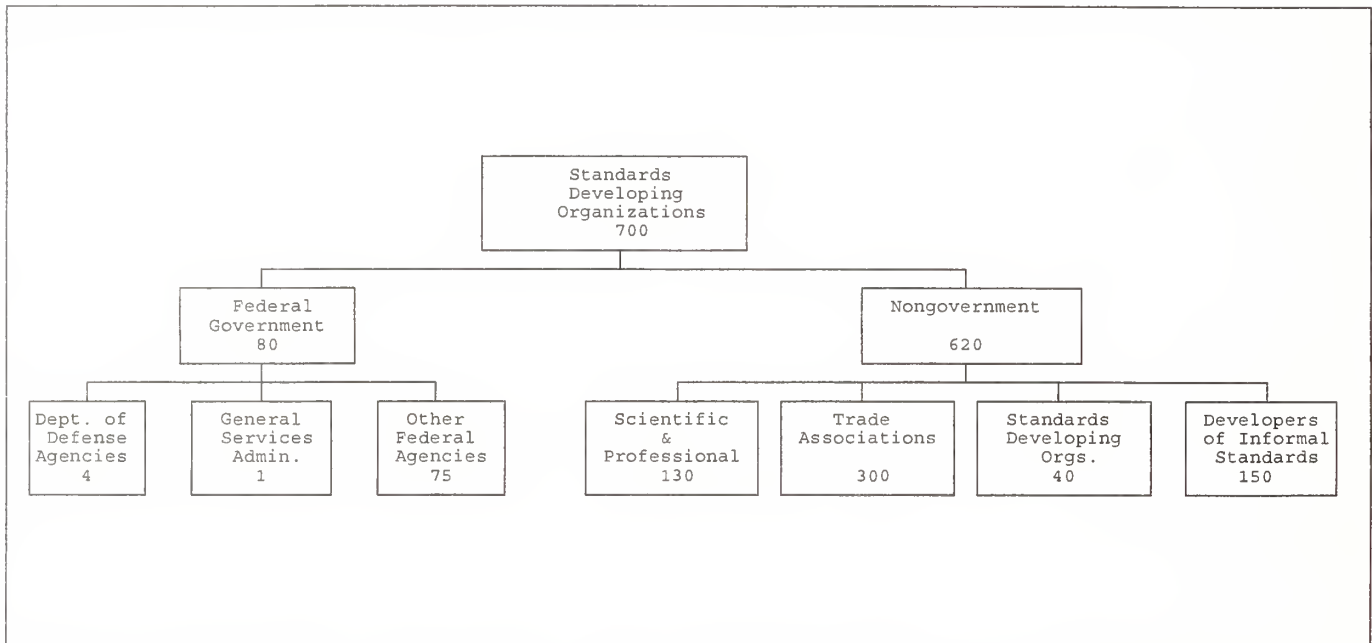 Standards
Developing
Organizations
700
Federal
Government
80
Nongovernment
620
Dept. of
Defense
Agencies
4
General
Services
Admin.
1
Other
Federal
Agencies
75
Scientific
&
Professional
130
Trade
Associations
300
Standards
Developing
Orgs.
40
Developers
of Informal
Standards
150